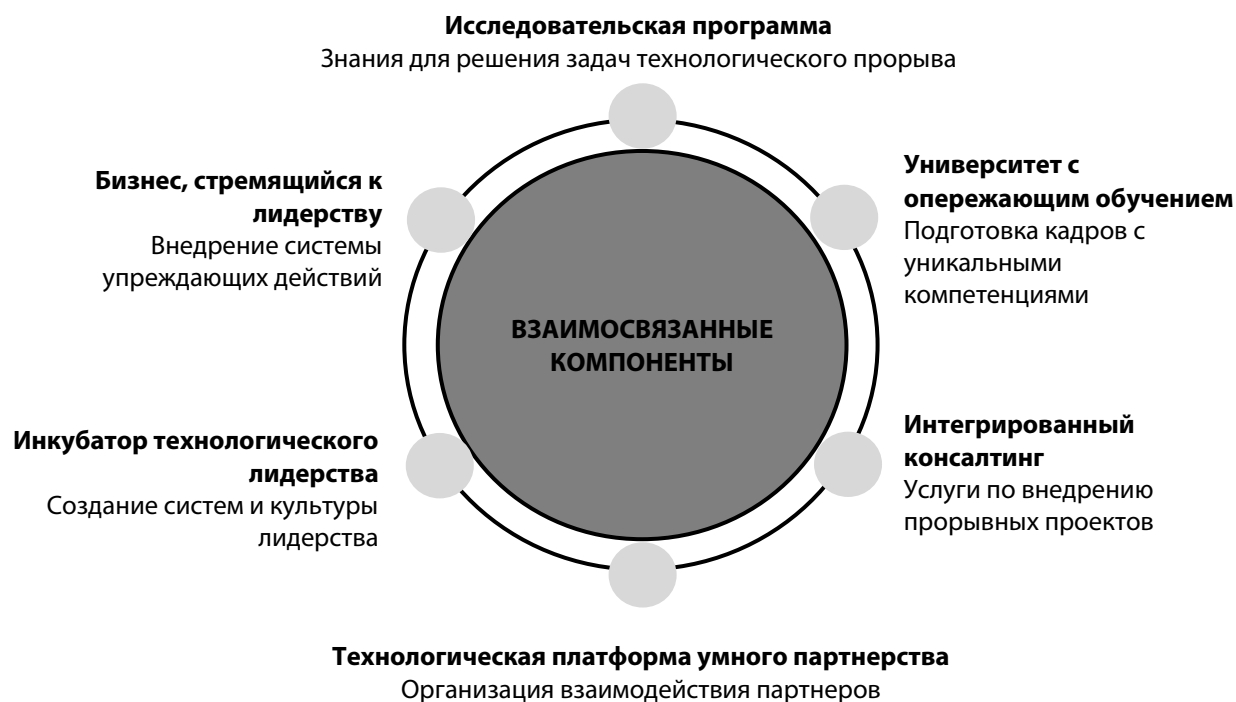 Исследовательская программа
Знания для решения задач технологического прорыва
Бизнес, стремящийся к
лидерству
Внедрение системы
упреждающих действий
Университет с
опережающим обучением
Подготовка кадров с
уникальными
компетенциями
ВЗАИМОСВЯЗАННЫЕ
КОМПОНЕНТЫ
Инкубатор технологического
лидерства
Создание систем и культуры
лидерства
Интегрированный
консалтинг
Услуги по внедрению
прорывных проектов
Технологическая платформа умного партнерства
Организация взаимодействия партнеров